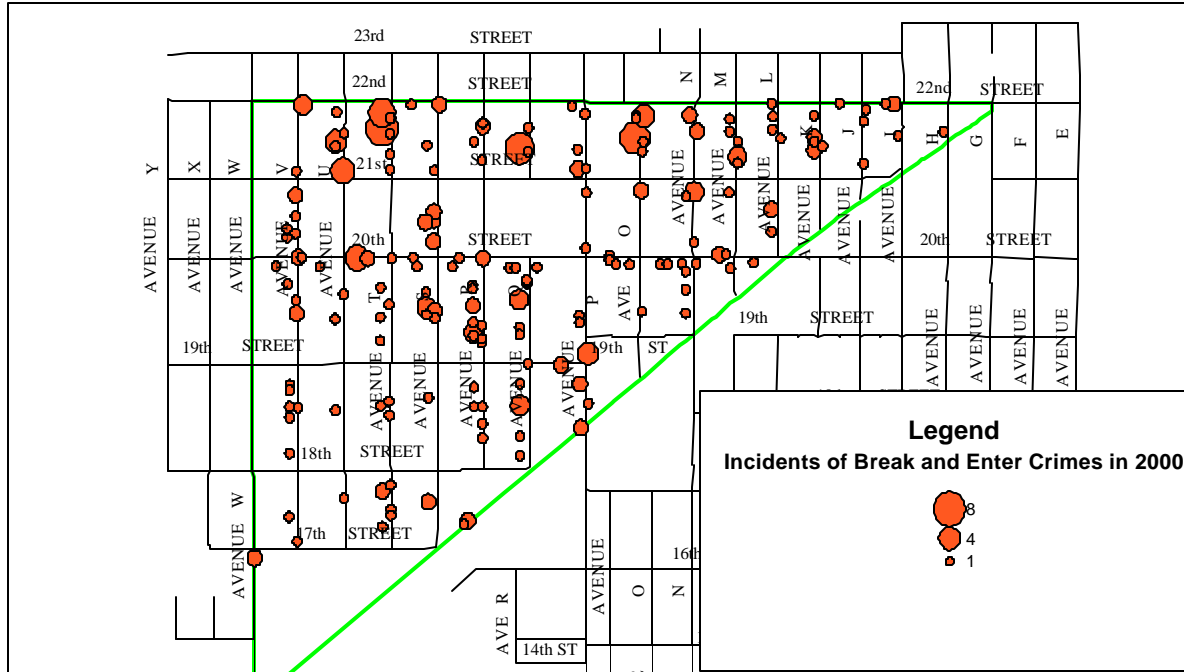 23rd STREET
22nd STREET
N M L
22nd STREET
Y X W V U
21st STREET
K J I H G F E
AVENUE AVENUE AVENUE AVENUE AVENUE
20th STREET
O
AVENUE AVENUE AVENUE AVENUE AVENUE AVENUE
20th STREET
T S R Q P
AVE
19th STREET
19th STREET
19th ST
AVENUE AVENUE AVENUE AVENUE AVENUE
AVENUE AVENUE AVENUE AVENUE
18th STREET
17th STREET
AVENUE W
16th
AVENUE
O N
AVE R
14th ST
Legend
Incidents of Break and Enter Crimes in 2000
8
4
1